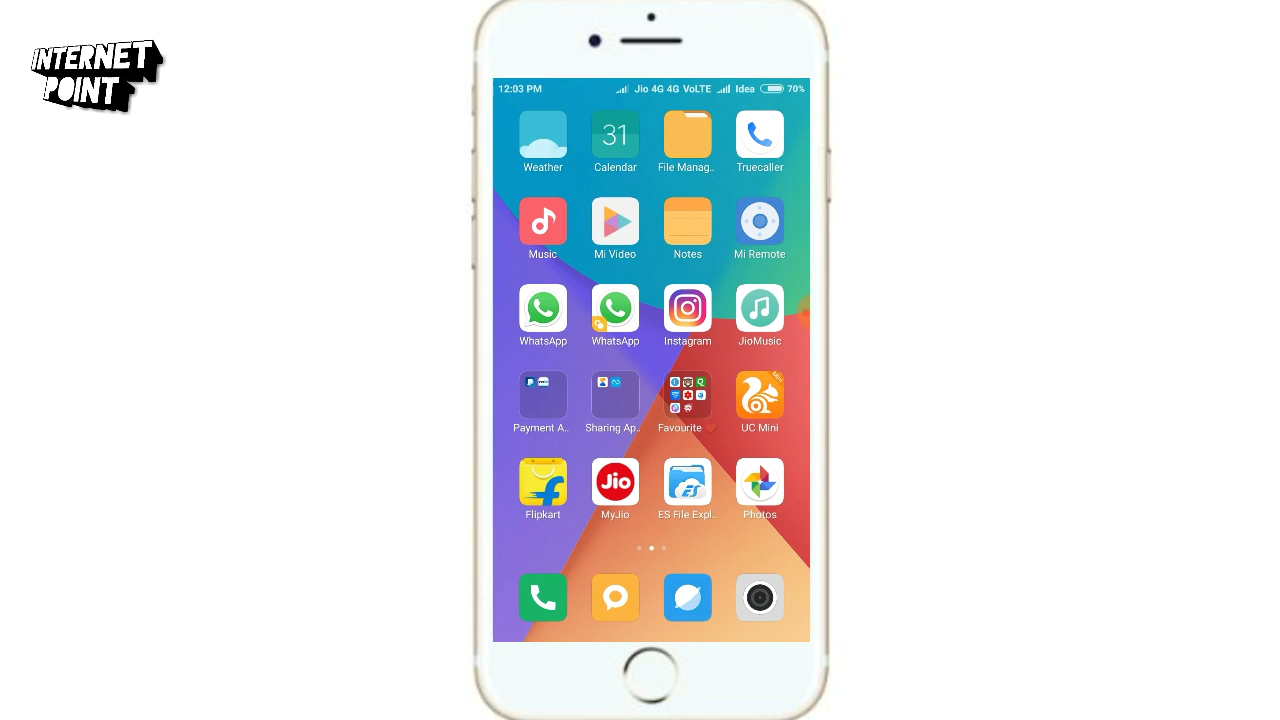 INTERNET
POINT
12:03 PM Jio 4G 4G VoLTE Idea 70%
31
Weather Calendar File Manag.. Truecaller
Music Mi Video Notes Mi Remote
WhatsApp WhatsApp Instagram JioMusic
Mini
Payment A.. Sharing Ap.. Favourite UC Mini
Jio ES
Flipkart MyJio ES File Expl.. Photos